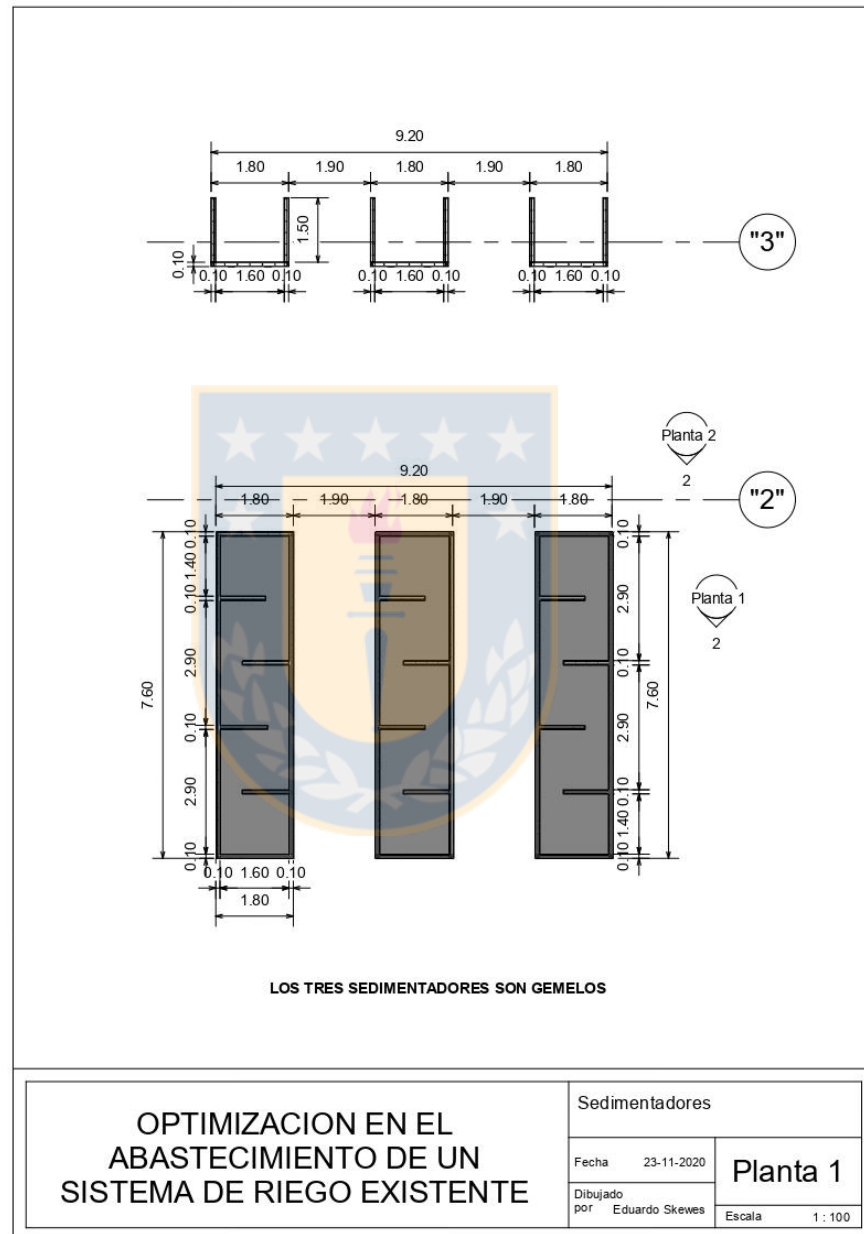 9.20
1.80 1.90 1.80 1.90 1.80
1.50
"3"
0.10
0.10 1.60 0.10 0.10 1.60 0.10 0.10 1.60 0.10
Planta 2
2
9.20
"2"
1.80 1.90 1.80 1.90 1.80
0.10
1.40
0.10
2.90
0.10
2.90
0.10
7.60
0.10
2.90
0.10
2.90
0.10
1.40
0.10
7.60
Planta 1
2
0.10 1.60 0.10
1.80
LOS TRES SEDIMENTADORES SON GEMELOS
OPTIMIZACION EN EL
ABASTECIMIENTO DE UN
SISTEMA DE RIEGO EXISTENTE
Sedimentadores
Fecha 23-11-2020
Dibujado
por Eduardo Skewes
Planta 1
Escala 1 : 100